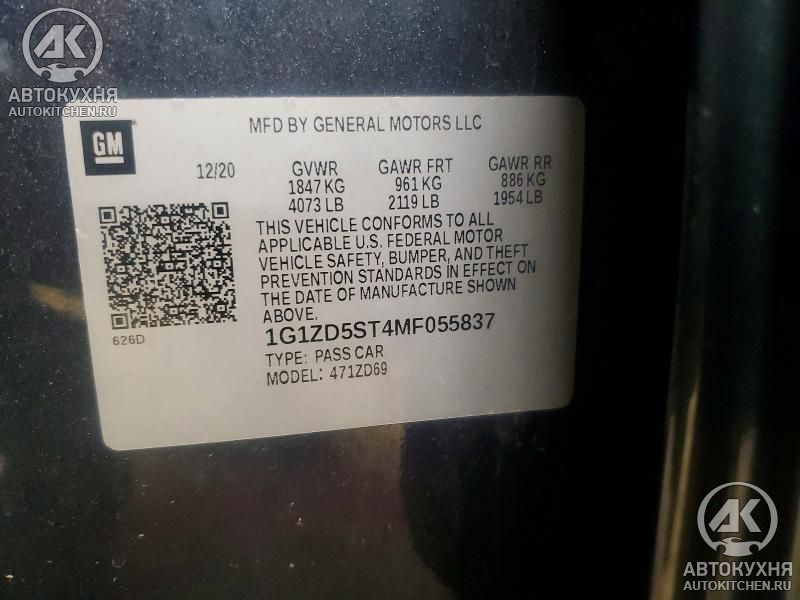 AK
АВТОКУХНЯ
AUTOKITCHEN.RU
GM
MFD BY GENERAL MOTORS LLC
12/20 GVWR GAWR FRT GAWR RR
1847 KG 961 KG 886 KG
4073 LB 2119 LB 1954 LB
THIS VEHICLE CONFORMS TO ALL
APPLICABLE U.S. FEDERAL MOTOR
VEHICLE SAFETY, BUMPER, AND THEFT
PREVENTION STANDARDS IN EFFECT ON
THE DATE OF MANUFACTURE SHOWN
ABOVE.
626D
1G1ZD5ST4MF055837
TYPE: PASS CAR
MODEL: 471ZD69
AK
АВТОКУХНЯ
AUTOKITCHEN.RU